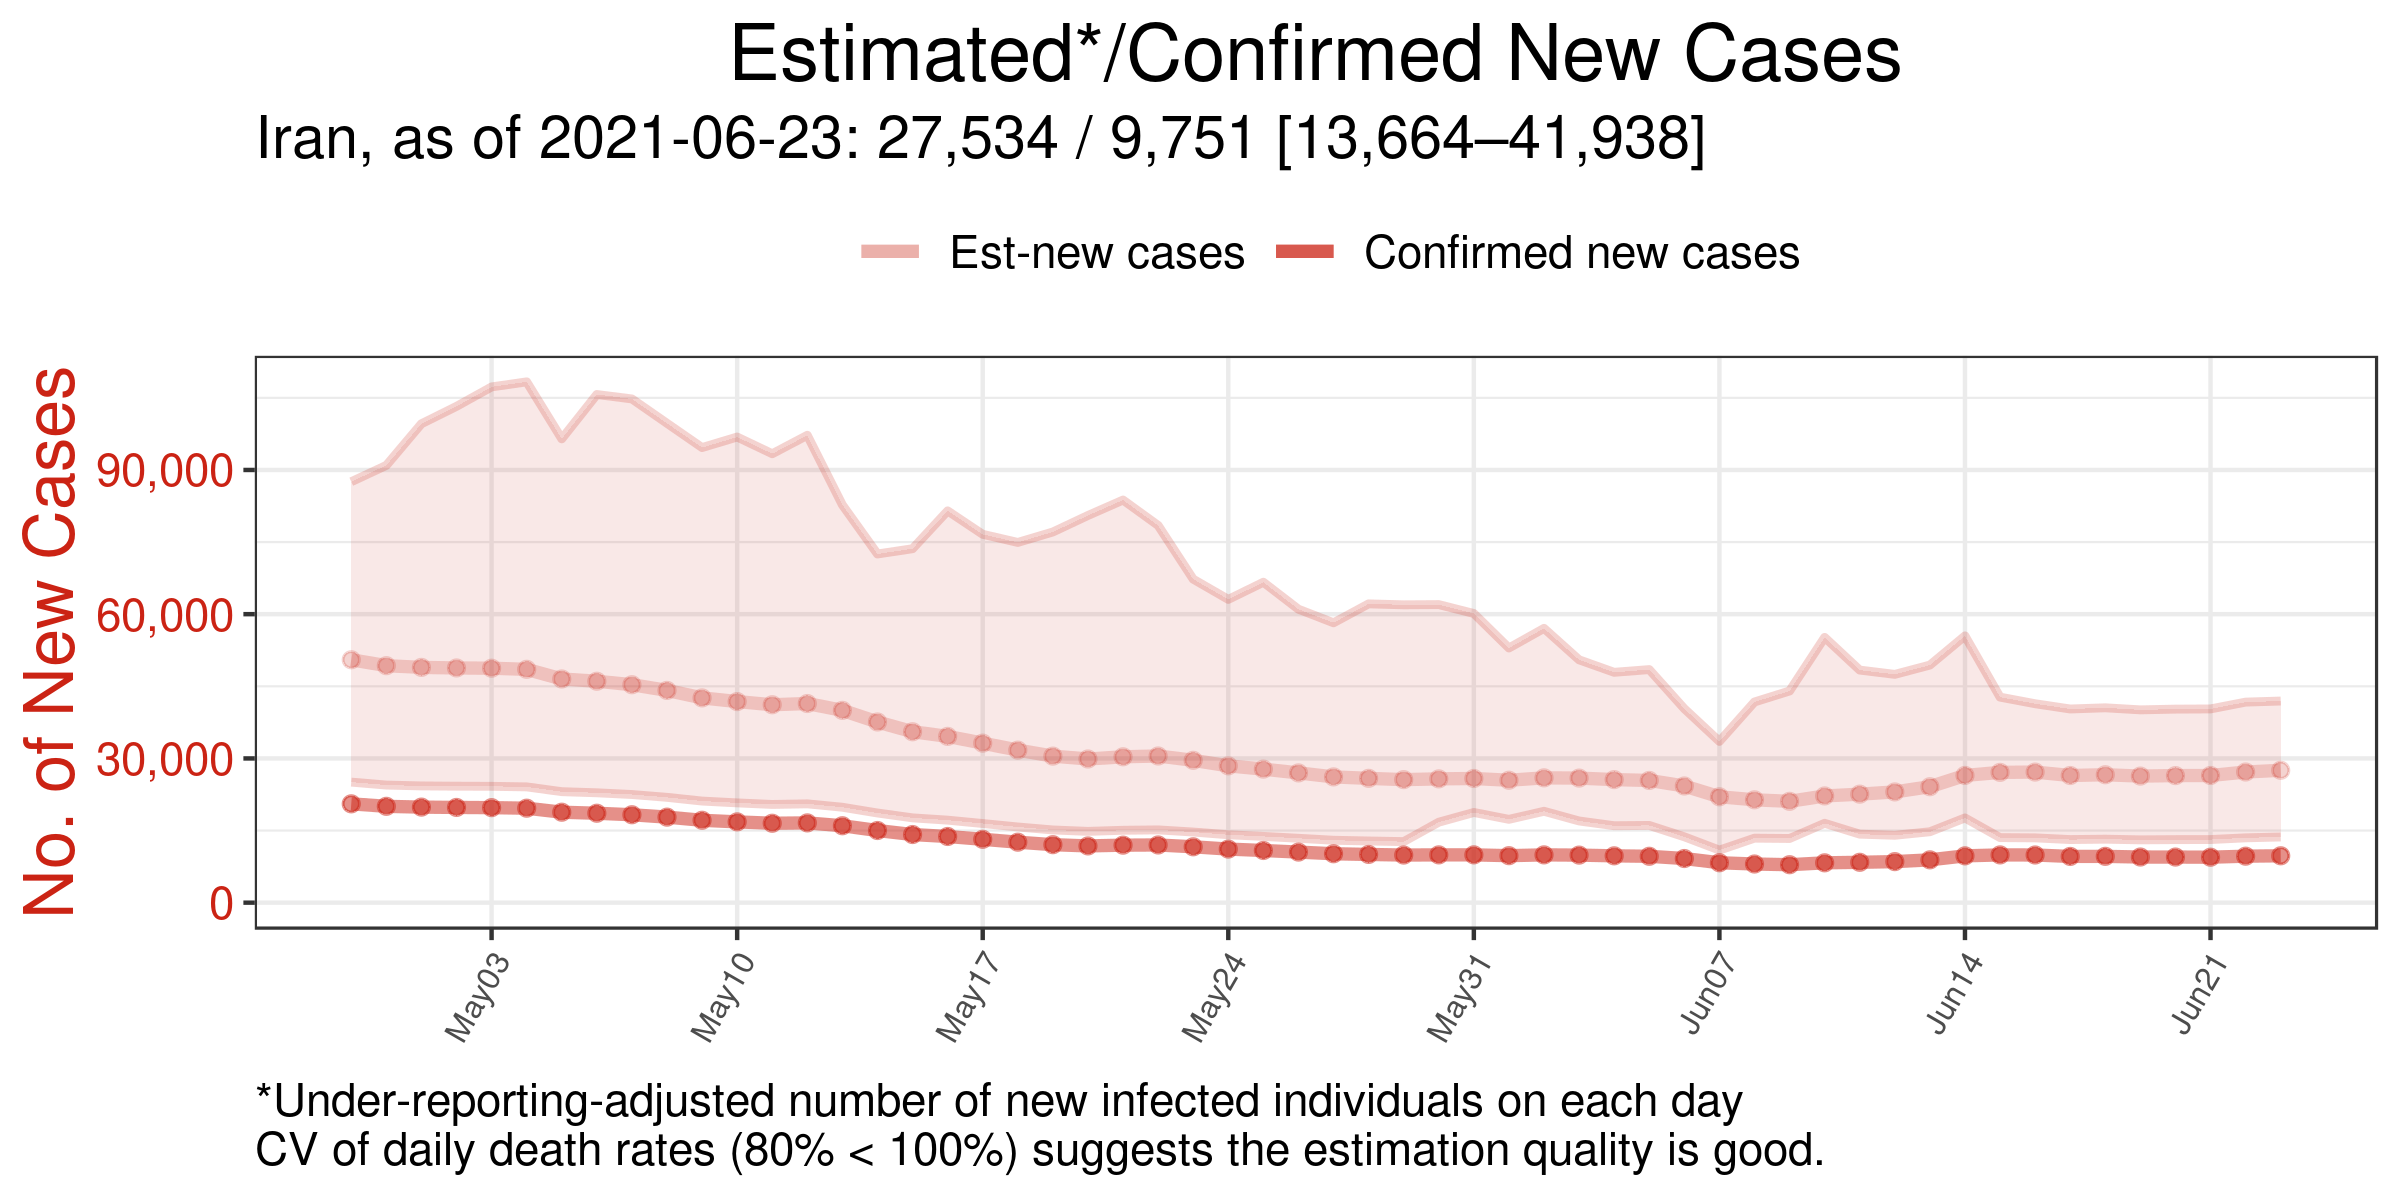 Estimated*/Confirmed New Cases
Iran, as of 2021-06-23: 27,534 / 9,751 [13,664–41,938]
Est-new cases
Confirmed new cases
No. of New Cases
90,000
60,000
30,000
0
May03
May10
May17
May24
May31
Jun07
Jun14
Jun21
*Under-reporting-adjusted number of new infected individuals on each day
CV of daily death rates (80% < 100%) suggests the estimation quality is good.